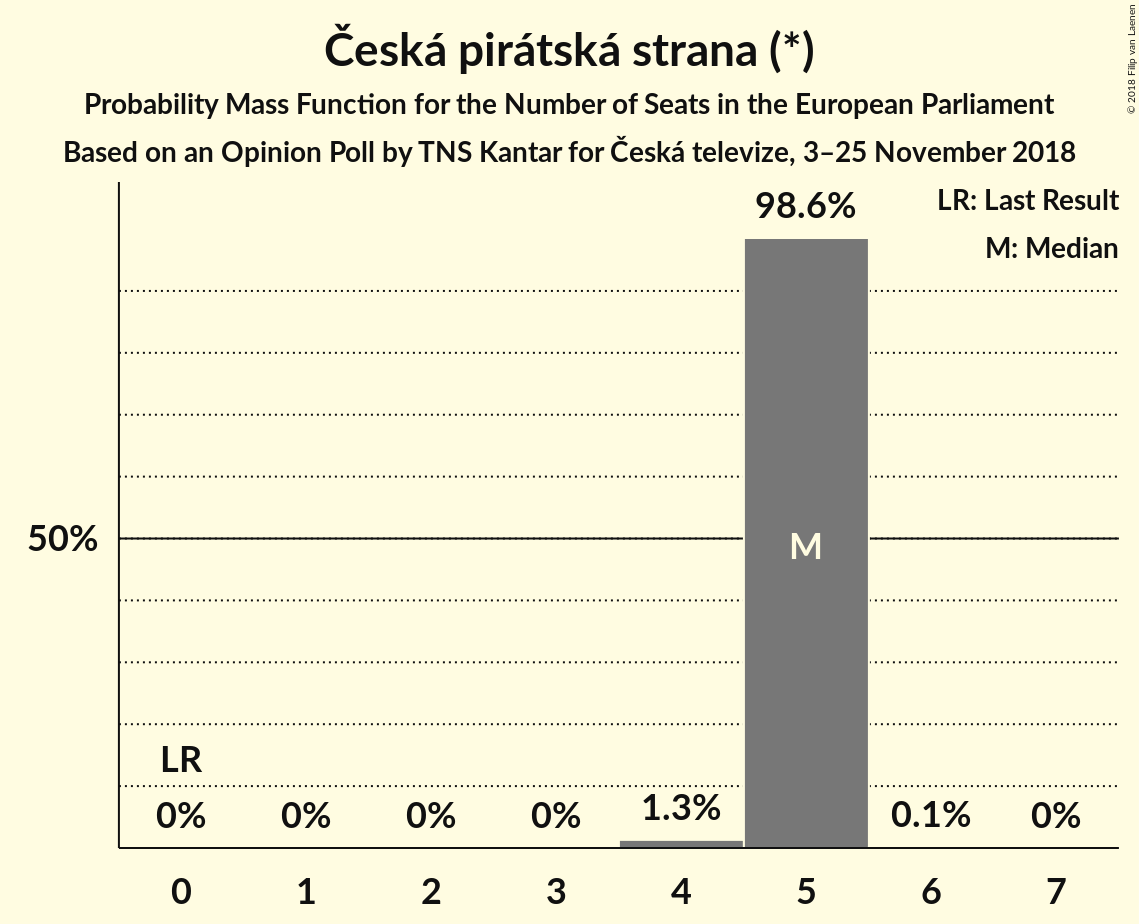 Česká pirátská strana (*)
Probability Mass Function for the Number of Seats in the European Parliament
Based on an Opinion Poll by TNS Kantar for Česká televize, 3–25 November 2018
© 2018 Filip van Laenen
LR: Last Result
M: Median
98.6%
50%
M
LR
0% 0% 0% 0% 1.3% 0.1% 0%
0 1 2 3 4 5 6 7